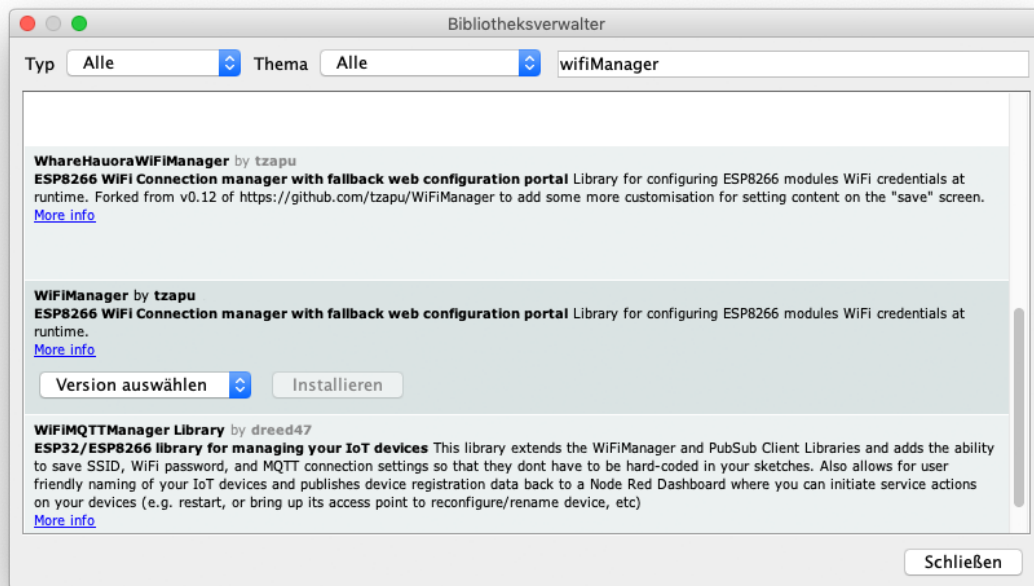 Bibliotheksverwalter
Typ Alle Thema Alle wifiManager
WhareHauoraWiFiManager by tzapu
ESP8266 WiFi Connection manager with fallback web configuration portal Library for configuring ESP8266 modules WiFi credentials at
runtime. Forked from v0.12 of https://github.com/tzapu/WiFiManager to add some more customisation for setting content on the "save" screen.
More info
WiFiManager by tzapu
ESP8266 WiFi Connection manager with fallback web configuration portal Library for configuring ESP8266 modules WiFi credentials at
runtime.
More info
Version auswählen Installieren
WiFiMQTTManager Library by dreed47
ESP32/ESP8266 library for managing your IoT devices This library extends the WiFiManager and PubSub Client Libraries and adds the ability
to save SSID, WiFi password, and MQTT connection settings so that they dont have to be hard-coded in your sketches. Also allows for user
friendly naming of your IoT devices and publishes device registration data back to a Node Red Dashboard where you can initiate service actions
on your devices (e.g. restart, or bring up its access point to reconfigure/rename device, etc)
More info
Schließen